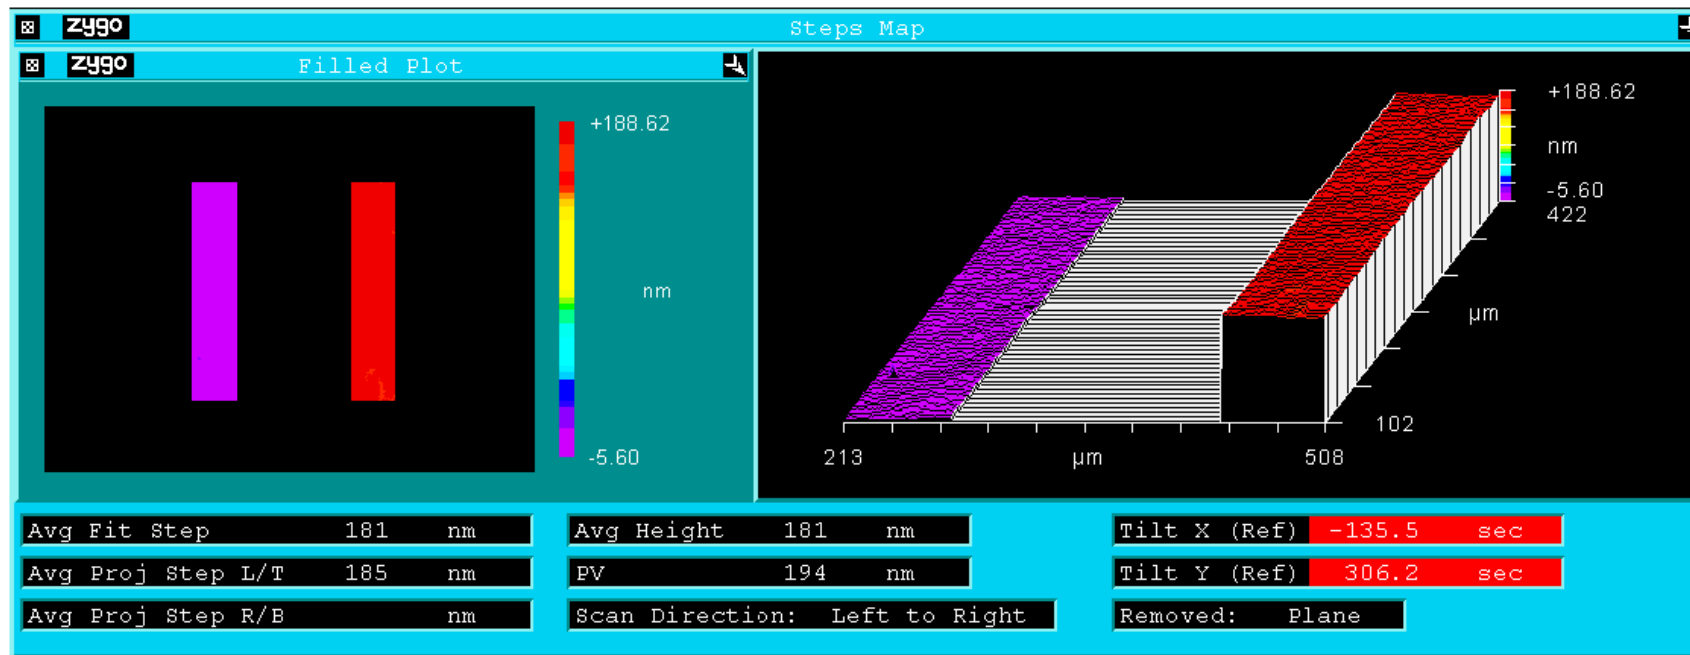 zygo Steps Map
zygo Filled Plot
+188.62
nm
-5.60
+188.62
nm
-5.60
422
µm
102
213 µm 508
Avg Fit Step 181 nm
Avg Proj Step L/T 185 nm
Avg Proj Step R/B nm
Avg Height 181 nm
PV 194 nm
Scan Direction: Left to Right
Tilt X (Ref) -135.5 sec
Tilt Y (Ref) 306.2 sec
Removed: Plane